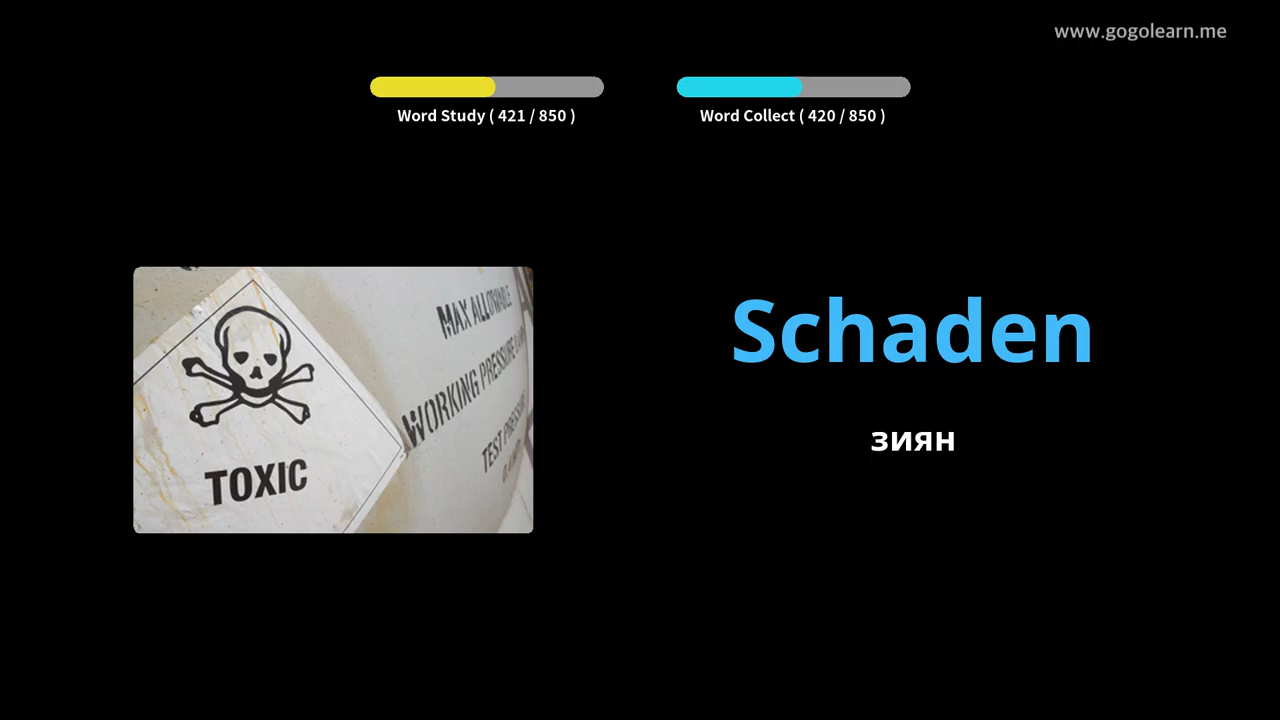 www.gogolearn.me
Word Study ( 421 / 850 )
Word Collect ( 420 / 850 )
Schaden
зиян
MAX ALLOWABLE
WORKING PRESSURE
TEST PRESSURE
TOXIC